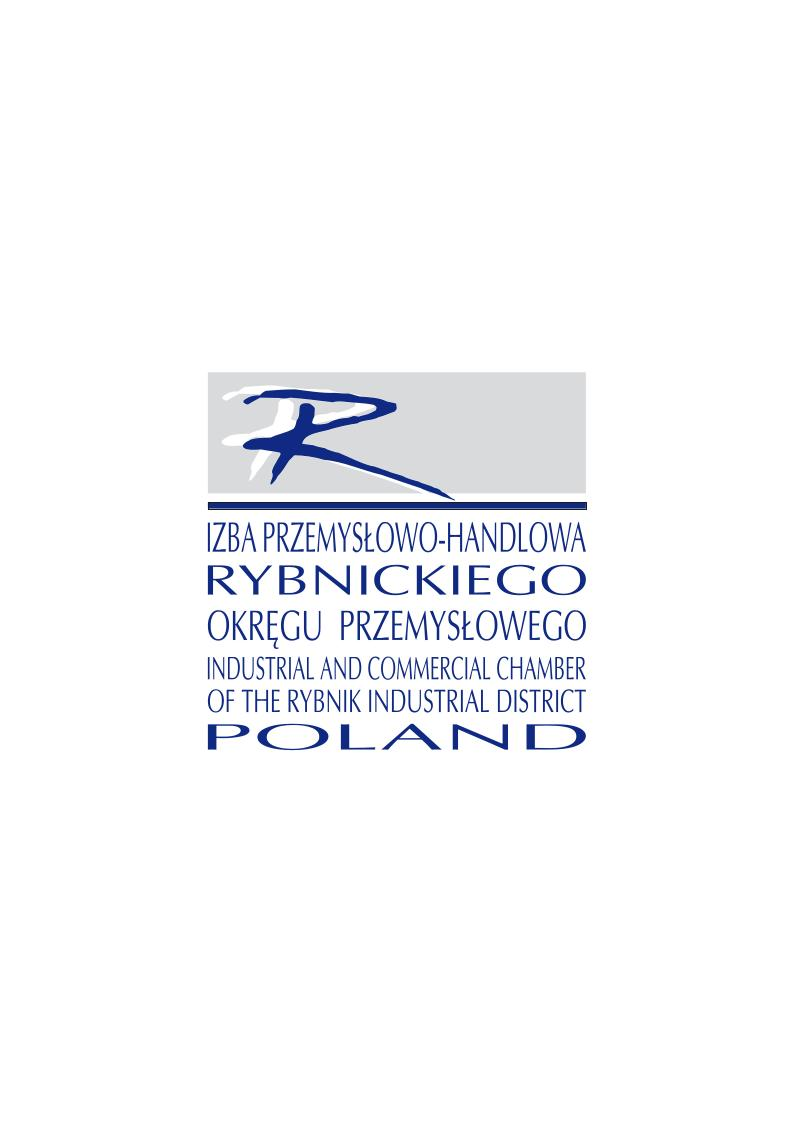 R
IZBA PRZEMYSŁOWO-HANDLOWA
RYBNICKIEGO
OKRĘGU PRZEMYSŁOWEGO
INDUSTRIAL AND COMMERCIAL CHAMBER
OF THE RYBNIK INDUSTRIAL DISTRICT
POLAND